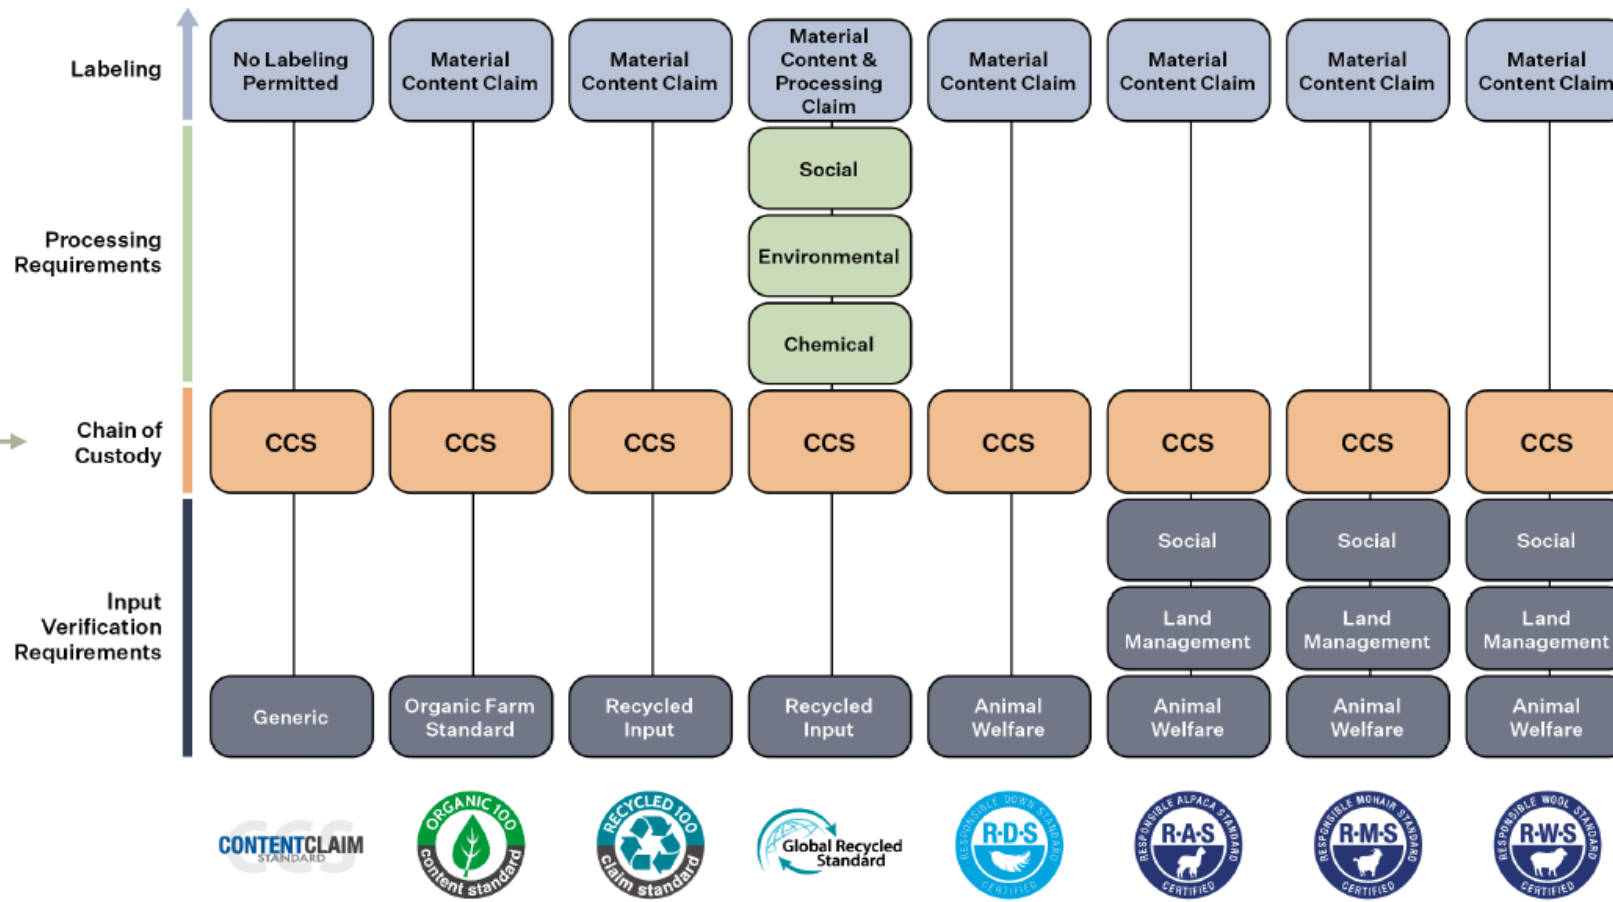 Labeling
No Labeling
Permitted
Material
Content Claim
Material
Content Claim
Material
Content &
Processing
Claim
Material
Content Claim
Material
Content Claim
Material
Content Claim
Material
Content Claim
Processing
Requirements
Social
Environmental
Chemical
Chain of
Custody
CCS
CCS
CCS
CCS
CCS
CCS
CCS
CCS
Input
Verification
Requirements
Social
Social
Social
Land
Management
Land
Management
Land
Management
Generic
Organic Farm
Standard
Recycled
Input
Recycled
Input
Animal
Welfare
Animal
Welfare
Animal
Welfare
Animal
Welfare
CCS
CONTENTCLAIM
STANDARD
ORGANIC 100
content standard
RECYCLED 100
claim standard
Global Recycled
Standard
RESPONSIBLE DOWN STANDARD
R·D·S
CERTIFIED
RESPONSIBLE ALPACA STANDARD
R·A·S
CERTIFIED
RESPONSIBLE MOHAIR STANDARD
R·M·S
CERTIFIED
RESPONSIBLE WOOL STANDARD
R·W·S
CERTIFIED